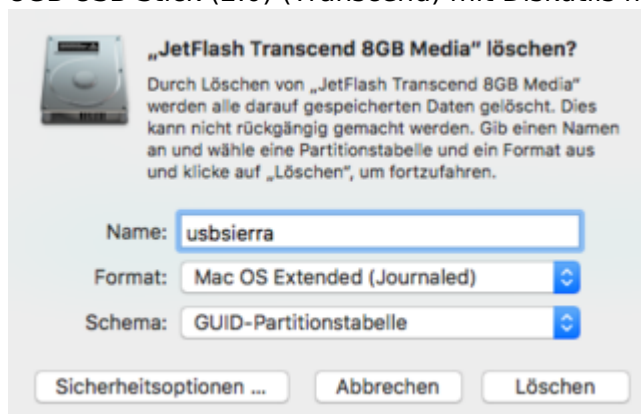 „JetFlash Transcend 8GB Media“ löschen?
Durch Löschen von „JetFlash Transcend 8GB Media“
werden alle darauf gespeicherten Daten gelöscht. Dies
kann nicht rückgängig gemacht werden. Gib einen Namen
an und wähle eine Partitionstabelle und ein Format aus
und klicke auf „Löschen“, um fortzufahren.
Name: usbsierra
Format: Mac OS Extended (Journaled)
Schema: GUID-Partitionstabelle
Sicherheitsoptionen ... Abbrechen Löschen